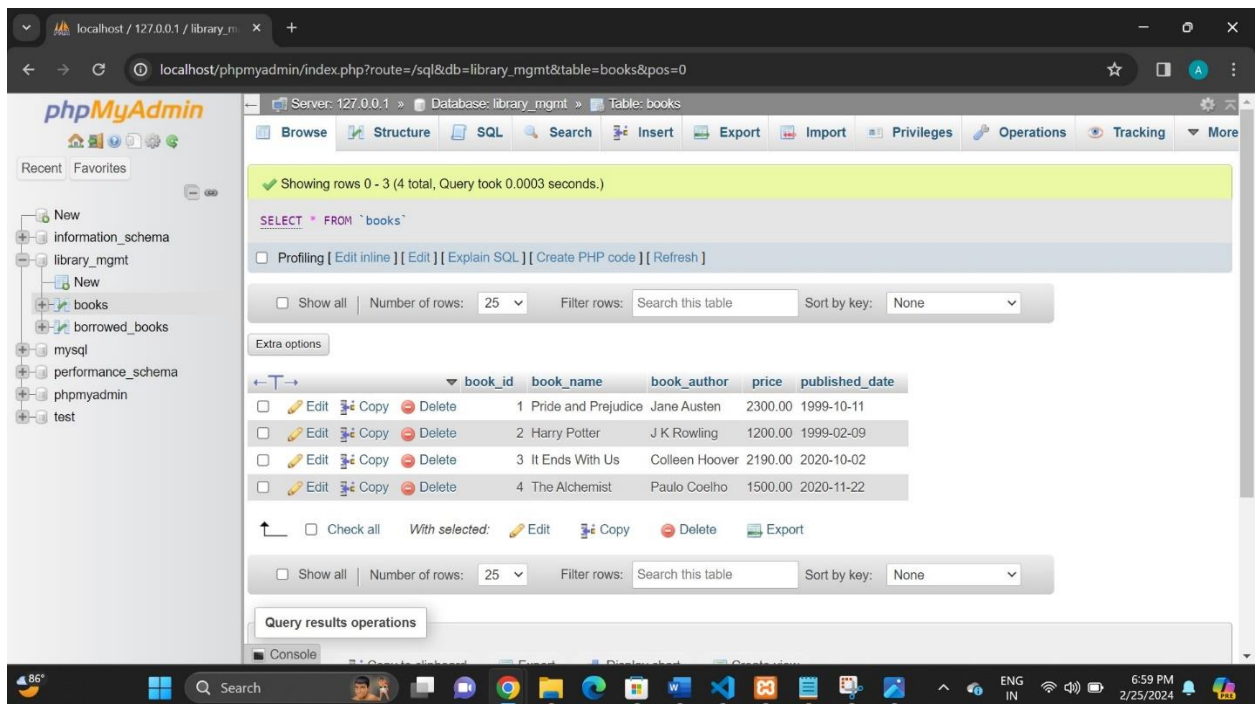 localhost / 127.0.0.1 / library_m
localhost/phpmyadmin/index.php?route=/sql&db=library_mgmt&table=books&pos=0
A
phpMyAdmin
Recent Favorites
New
information_schema
library_mgmt
New
books
borrowed_books
mysql
performance_schema
phpmyadmin
test
Server: 127.0.0.1 » Database: library_mgmt » Table: books
Browse Structure SQL Search Insert Export Import Privileges Operations Tracking More
Showing rows 0 - 3 (4 total, Query took 0.0003 seconds.)
SELECT * FROM `books`
Profiling [ Edit inline ] [ Edit ] [ Explain SQL ] [ Create PHP code ] [ Refresh ]
Show all | Number of rows: 25 Filter rows: Search this table Sort by key: None
Extra options
←T→ book_id book_name book_author price published_date
Edit Copy Delete 1 Pride and Prejudice Jane Austen 2300.00 1999-10-11
Edit Copy Delete 2 Harry Potter J K Rowling 1200.00 1999-02-09
Edit Copy Delete 3 It Ends With Us Colleen Hoover 2190.00 2020-10-02
Edit Copy Delete 4 The Alchemist Paulo Coelho 1500.00 2020-11-22
Check all With selected: Edit Copy Delete Export
Show all | Number of rows: 25 Filter rows: Search this table Sort by key: None
Query results operations
Console
86° Search ENG 6:59 PM
IN 2/25/2024
PRE